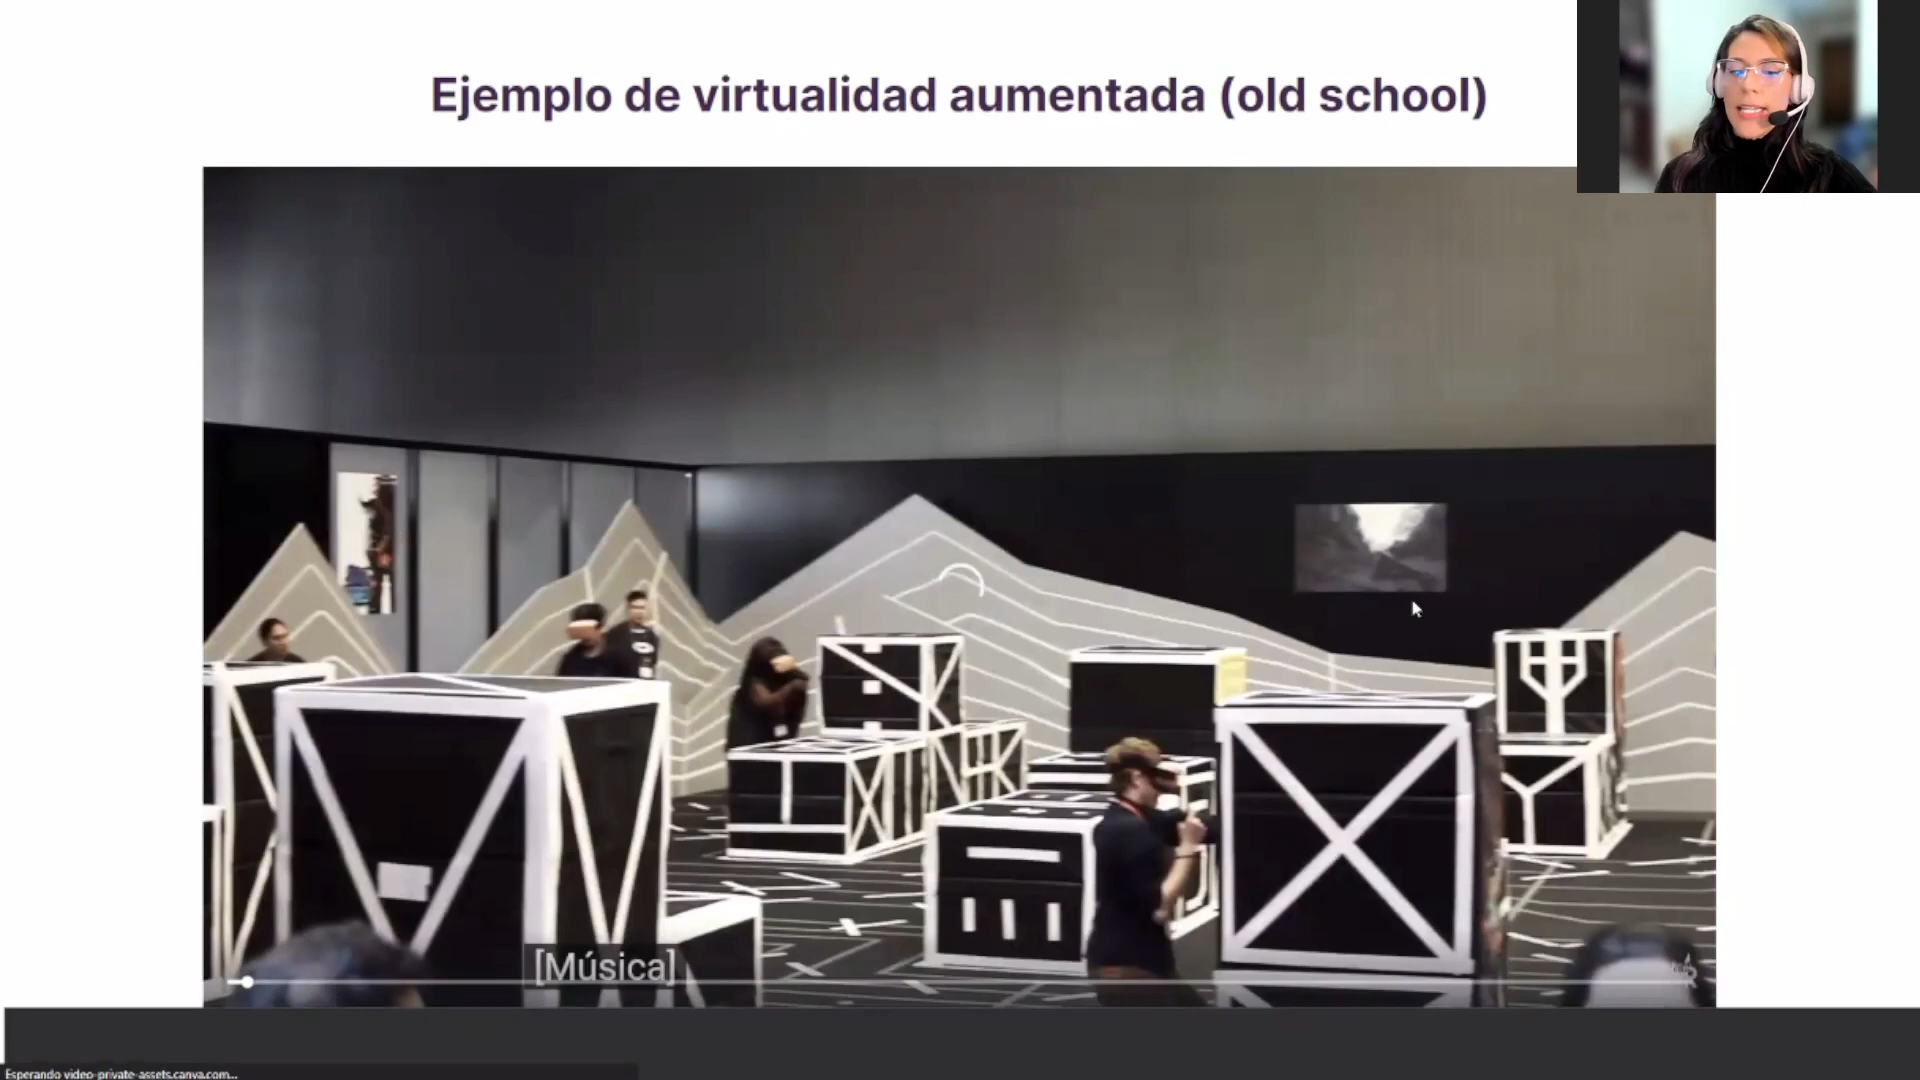 Ejemplo de virtualidad aumentada (old school)
[Música]
Esperando video-private-assets.canva.com...